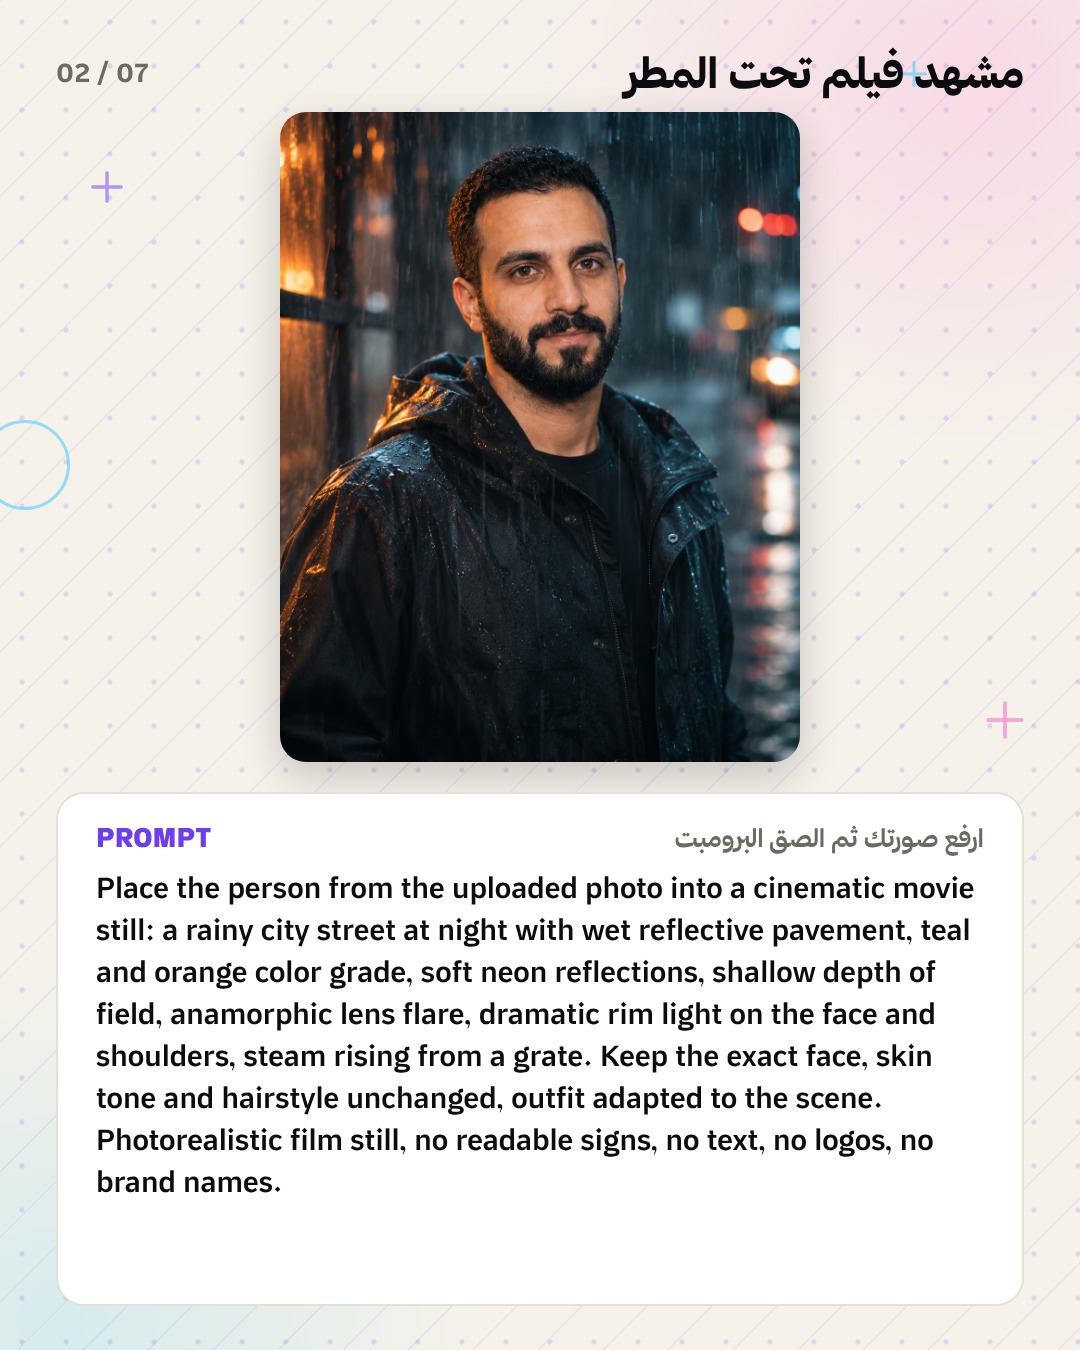 02 / 07
مشهد فيلم تحت المطر
PROMPT
ارفع صورتك ثم الصق البرومبت
Place the person from the uploaded photo into a cinematic movie
still: a rainy city street at night with wet reflective pavement, teal
and orange color grade, soft neon reflections, shallow depth of
field, anamorphic lens flare, dramatic rim light on the face and
shoulders, steam rising from a grate. Keep the exact face, skin
tone and hairstyle unchanged, outfit adapted to the scene.
Photorealistic film still, no readable signs, no text, no logos, no
brand names.